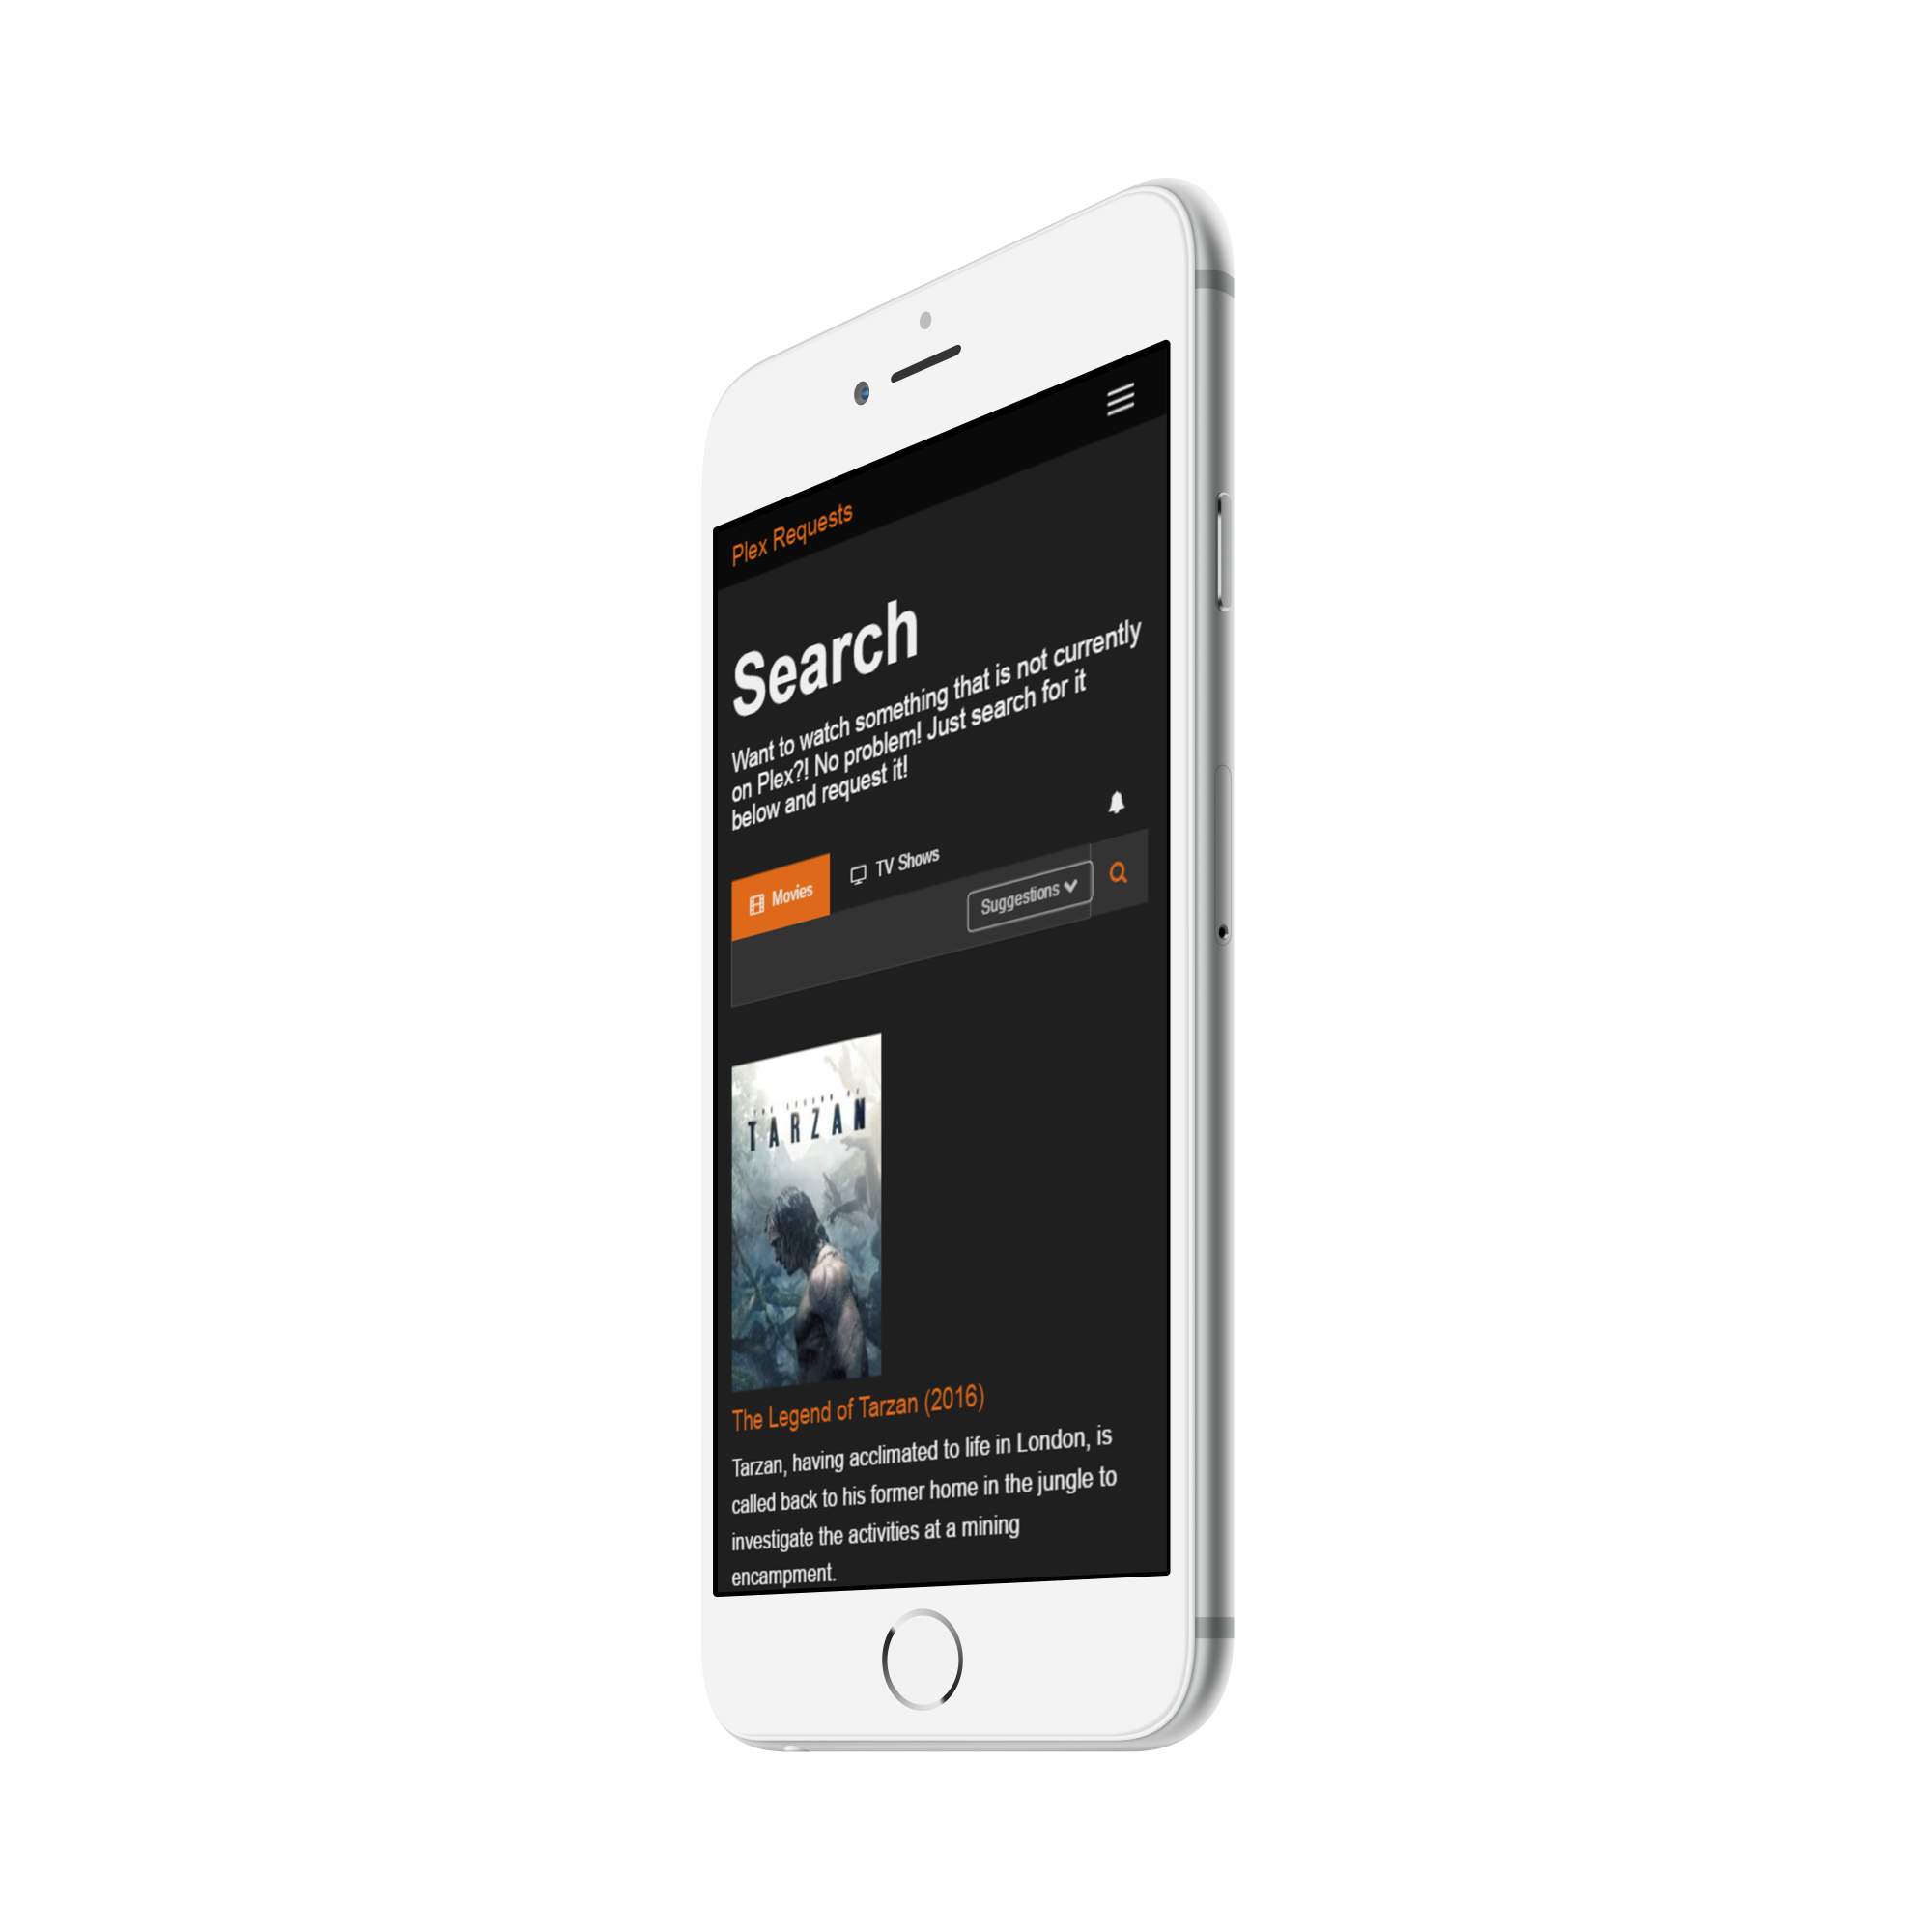 Plex Requests
Search
Want to watch something that is not currently
on Plex?! No problem! Just search for it
below and request it!
Movies
TV Shows
Suggestions
THE LEGEND OF
TARZAN
The Legend of Tarzan (2016)
Tarzan, having acclimated to life in London, is
called back to his former home in the jungle to
investigate the activities at a mining
encampment.